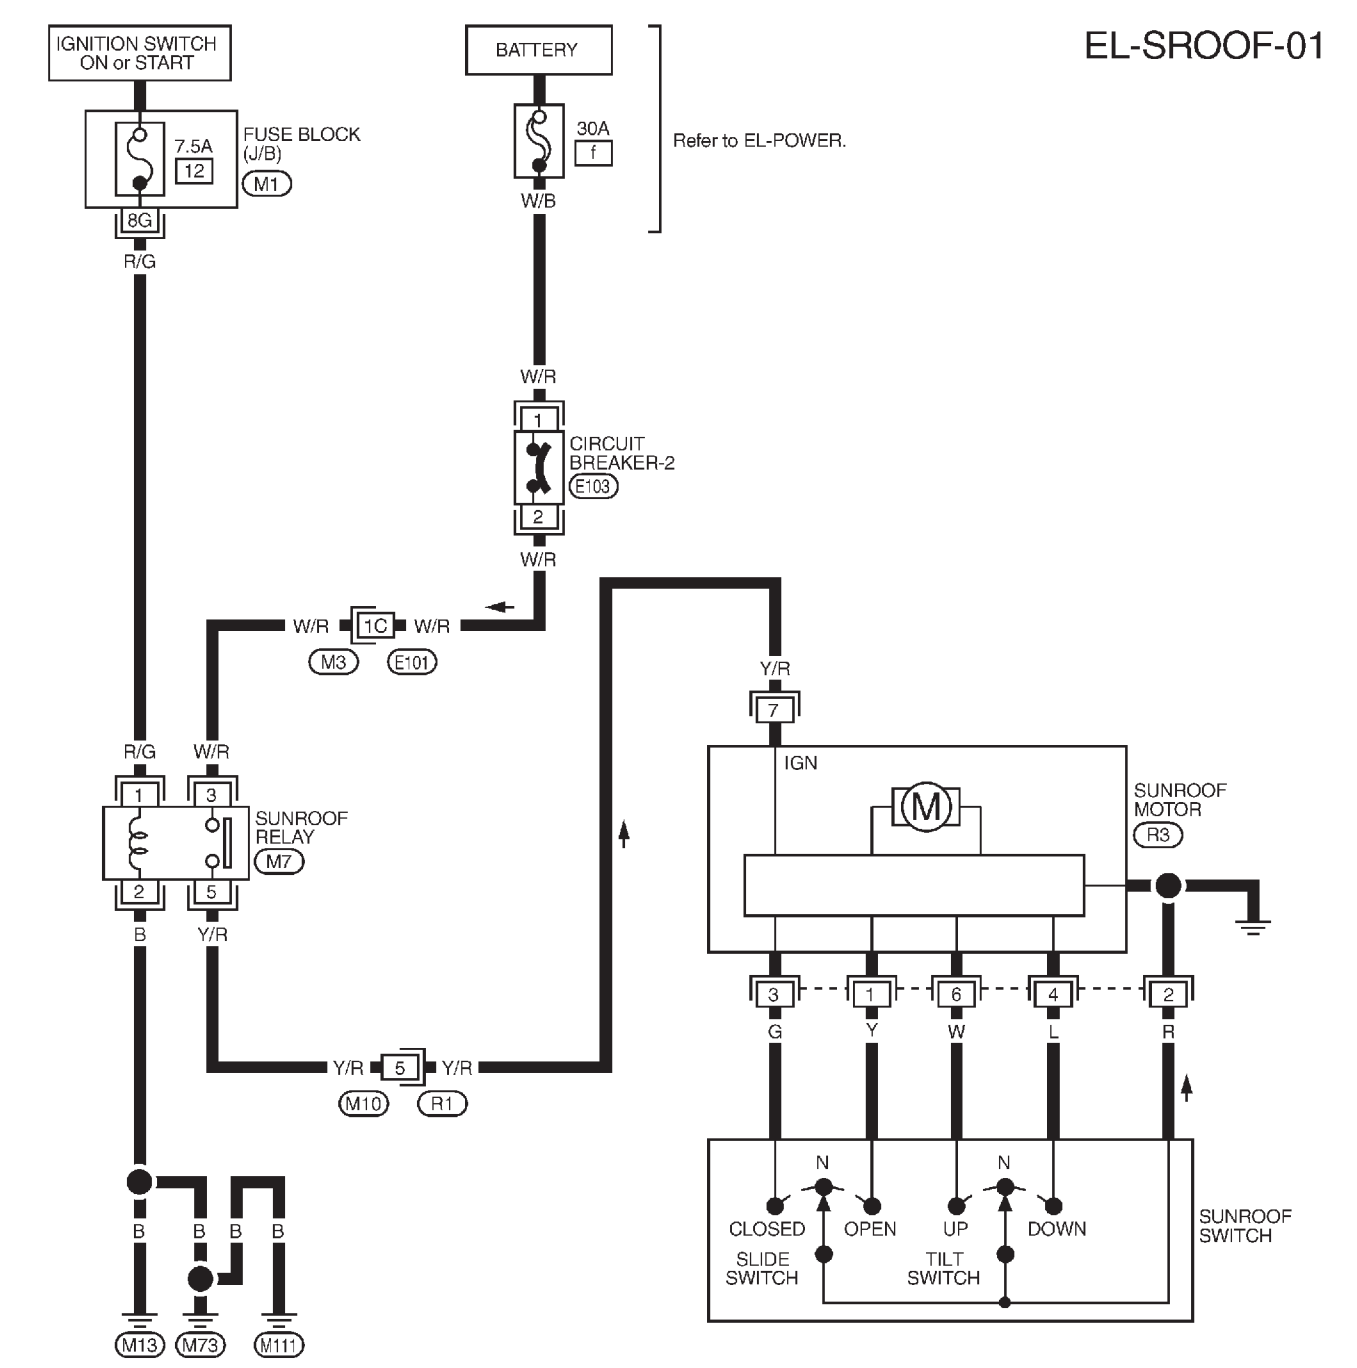 EL-SROOF-01
IGNITION SWITCH
ON or START
BATTERY
FUSE BLOCK
(J/B)
M1
7.5A
12
8G
R/G
30A
f
W/B
Refer to EL-POWER.
W/R
1
CIRCUIT
BREAKER-2
E103
2
W/R
W/R
1C
W/R
M3
E101
Y/R
7
IGN
R/G
W/R
1
3
SUNROOF
RELAY
M7
2
5
B
Y/R
M
SUNROOF
MOTOR
R3
3
1
6
4
2
G
Y
W
L
R
Y/R
5
Y/R
M10
R1
N
N
CLOSED
OPEN
UP
DOWN
SLIDE
SWITCH
TILT
SWITCH
SUNROOF
SWITCH
B
B
B
B
M13
M73
M111